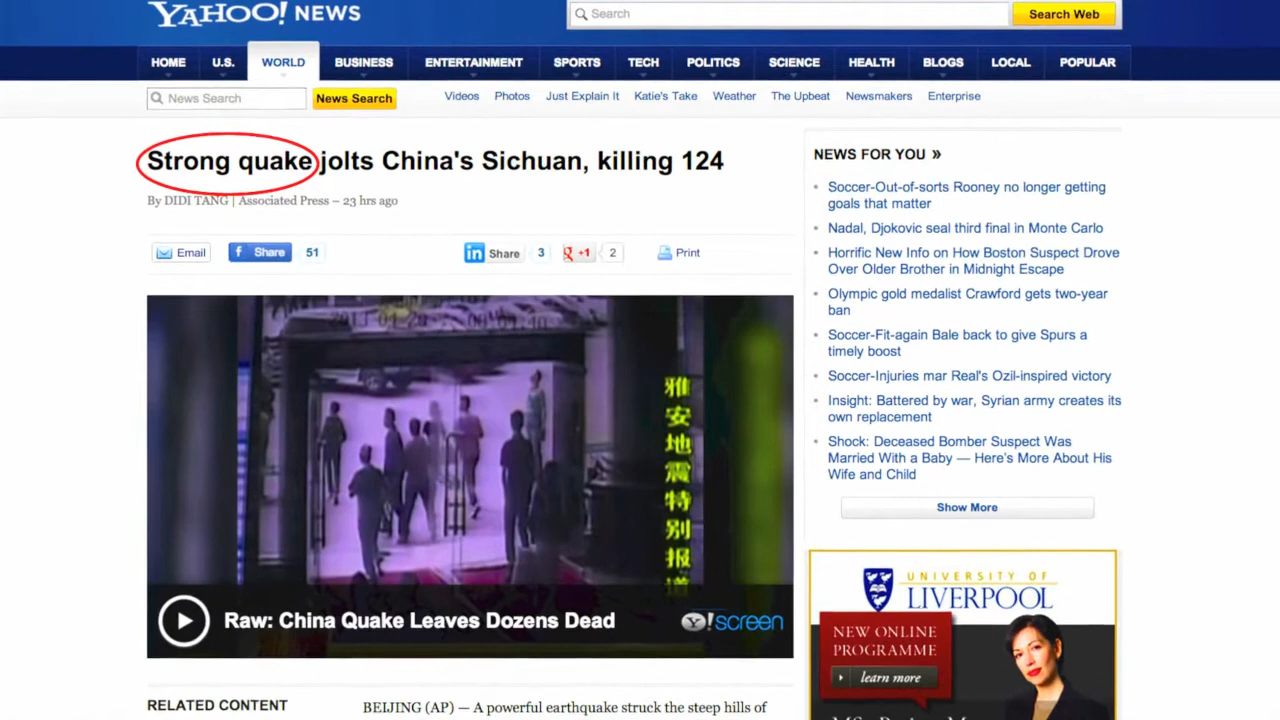 YAHOO! NEWS
Search
Search Web
HOME U.S. WORLD BUSINESS ENTERTAINMENT SPORTS TECH POLITICS SCIENCE HEALTH BLOGS LOCAL POPULAR
News Search
News Search
Videos Photos Just Explain It Katie's Take Weather The Upbeat Newsmakers Enterprise
Strong quake jolts China's Sichuan, killing 124
By DIDI TANG | Associated Press – 23 hrs ago
Email
f Share 51
in Share 3
g +1 2
Print
雅安地震特别报道
Raw: China Quake Leaves Dozens Dead
Y! screen
RELATED CONTENT
BEIJING (AP) — A powerful earthquake struck the steep hills of
NEWS FOR YOU »
Soccer-Out-of-sorts Rooney no longer getting
goals that matter
Nadal, Djokovic seal third final in Monte Carlo
Horrific New Info on How Boston Suspect Drove
Over Older Brother in Midnight Escape
Olympic gold medalist Crawford gets two-year
ban
Soccer-Fit-again Bale back to give Spurs a
timely boost
Soccer-Injuries mar Real's Ozil-inspired victory
Insight: Battered by war, Syrian army creates its
own replacement
Shock: Deceased Bomber Suspect Was
Married With a Baby — Here's More About His
Wife and Child
Show More
UNIVERSITY OF
LIVERPOOL
NEW ONLINE
PROGRAMME
learn more